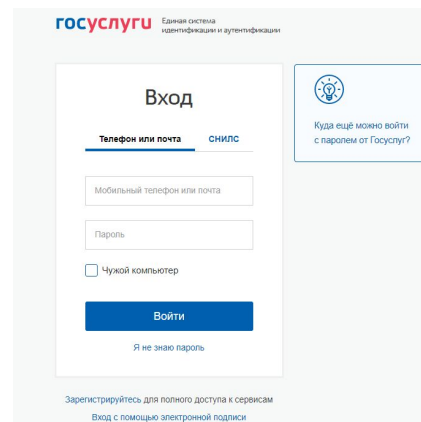 госуслуги
Единая система
идентификации и аутентификации
Вход
Телефон или почта СНИЛС
Мобильный телефон или почта
Пароль
Чужой компьютер
Войти
Я не знаю пароль
Зарегистрируйтесь для полного доступа к сервисам
Вход с помощью электронной подписи
Куда ещё можно войти
с паролем от Госуслуг?